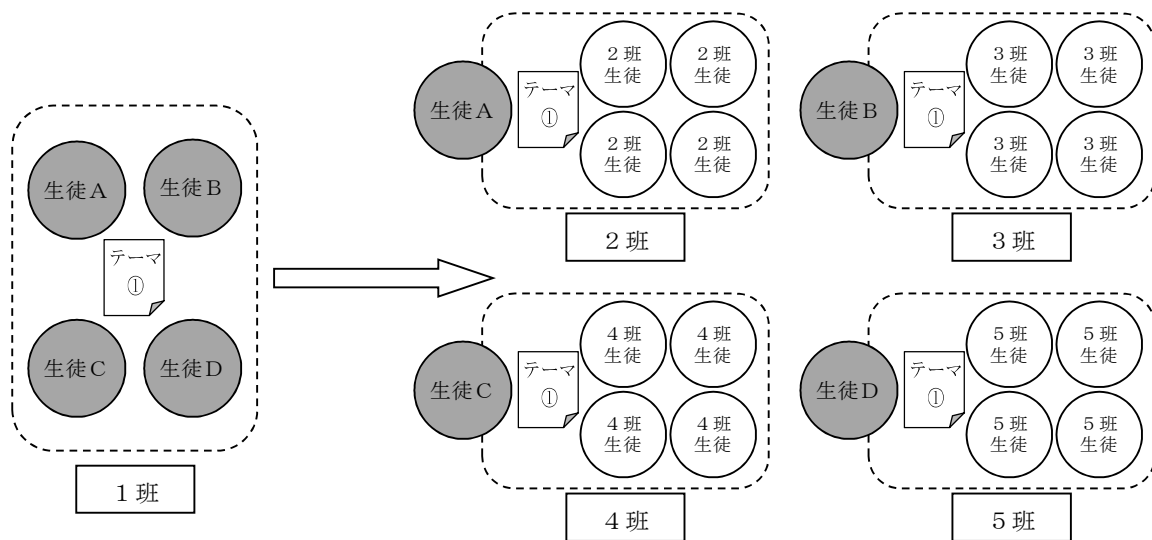 生徒A
生徒B
テーマ
①
生徒C
生徒D
1班
生徒A
テーマ
①
2班
生徒
2班
生徒
2班
生徒
2班
生徒
2班
生徒B
テーマ
①
3班
生徒
3班
生徒
3班
生徒
3班
生徒
3班
生徒C
テーマ
①
4班
生徒
4班
生徒
4班
生徒
4班
生徒
4班
生徒D
テーマ
①
5班
生徒
5班
生徒
5班
生徒
5班
生徒
5班